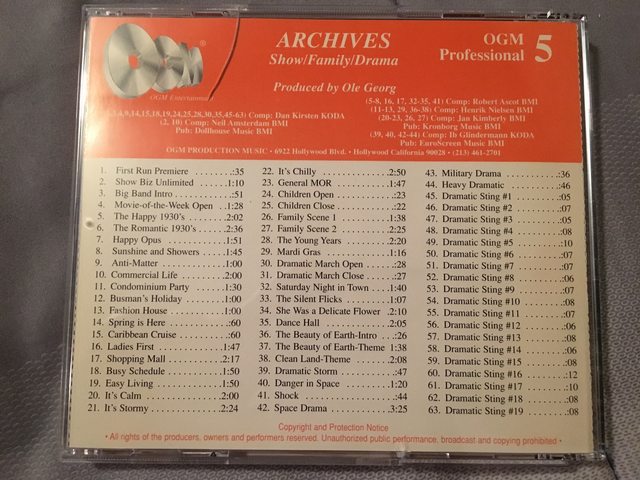 ARCHIVES
Show/Family/Drama
OGM
Professional 5
Produced by Ole Georg
®
OGM Entertainment
3,4,9,14,15,18,19,24,25,28,30,35,45-63) Comp: Dan Kirsten KODA
(2, 10) Comp: Neil Amsterdam BMI
Pub: Dollhouse Music BMI
(5-8, 16, 17, 32-35, 41) Comp: Robert Ascot BMI
(11-13, 29, 36-38) Comp: Henrik Nielsen BMI
(20-23, 26, 27) Comp: Jan Kimberly BMI
Pub: Kronborg Music BMI
(39, 40, 42-44) Comp: Ib Glindermann KODA
Pub: EuroScreen Music BMI
OGM PRODUCTION MUSIC • 6922 Hollywood Blvd. • Hollywood California 90028 • (213) 461-2701
1. First Run Premiere :35
2. Show Biz Unlimited 1:10
3. Big Band Intro :51
4. Movie-of-the-Week Open 1:28
5. The Happy 1930's 2:02
6. The Romantic 1930's 2:36
7. Happy Opus 1:51
8. Sunshine and Showers 1:45
9. Anti-Matter 1:00
10. Commercial Life 2:00
11. Condominium Party 1:30
12. Busman's Holiday 1:00
13. Fashion House 1:00
14. Spring is Here :60
15. Caribbean Cruise :60
16. Ladies First 1:47
17. Shopping Mall 2:17
18. Busy Schedule 1:50
19. Easy Living 1:50
20. It's Calm 2:00
21. It's Stormy 2:24
22. It's Chilly 2:50
23. General MOR 1:47
24. Children Open :23
25. Children Close :22
26. Family Scene 1 1:38
27. Family Scene 2 2:25
28. The Young Years 2:20
29. Mardi Gras 1:16
30. Dramatic March Open :28
31. Dramatic March Close :27
32. Saturday Night in Town 1:40
33. The Silent Flicks 1:07
34. She Was a Delicate Flower 2:10
35. Dance Hall 2:05
36. The Beauty of Earth-Intro :26
37. The Beauty of Earth-Theme 1:38
38. Clean Land-Theme 2:08
39. Dramatic Storm :47
40. Danger in Space 1:20
41. Shock :44
42. Space Drama 3:25
43. Military Drama :36
44. Heavy Dramatic :46
45. Dramatic Sting #1 :05
46. Dramatic Sting #2 :07
47. Dramatic Sting #3 :05
48. Dramatic Sting #4 :08
49. Dramatic Sting #5 :10
50. Dramatic Sting #6 :07
51. Dramatic Sting #7 :07
52. Dramatic Sting #8 :06
53. Dramatic Sting #9 :07
54. Dramatic Sting #10 :08
55. Dramatic Sting #11 :07
56. Dramatic Sting #12 :06
57. Dramatic Sting #13 :08
58. Dramatic Sting #14 :06
59. Dramatic Sting #15 :08
60. Dramatic Sting #16 :12
61. Dramatic Sting #17 :10
62. Dramatic Sting #18 :08
63. Dramatic Sting #19 :08
Copyright and Protection Notice
• All rights of the producers, owners and performers reserved. Unauthorized public performance, broadcast and copying prohibited •